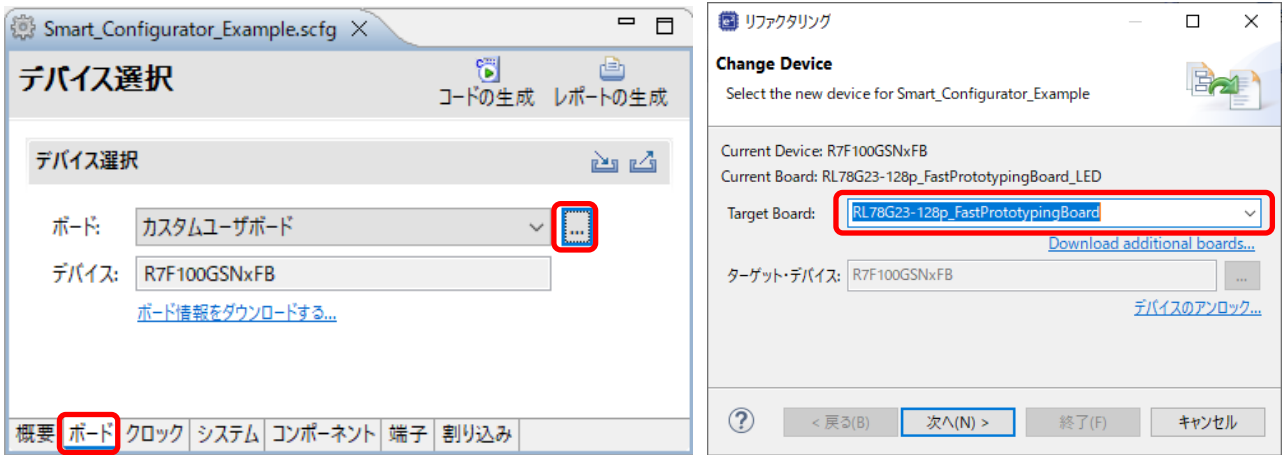 Smart_Configurator_Example.scfg
デバイス選択
コードの生成 レポートの生成
デバイス選択
ボード: カスタムユーザボード ...
デバイス: R7F100GSNxFB
ボード情報をダウンロードする...
概要 ボード クロック システム コンポーネント 端子 割り込み
リファクタリング
Change Device
Select the new device for Smart_Configurator_Example
Current Device: R7F100GSNxFB
Current Board: RL78G23-128p_FastPrototypingBoard_LED
Target Board: RL78G23-128p_FastPrototypingBoard
Download additional boards...
ターゲット・デバイス: R7F100GSNxFB ...
デバイスのアンロック...
? < 戻る(B) 次へ(N) > 終了(F) キャンセル